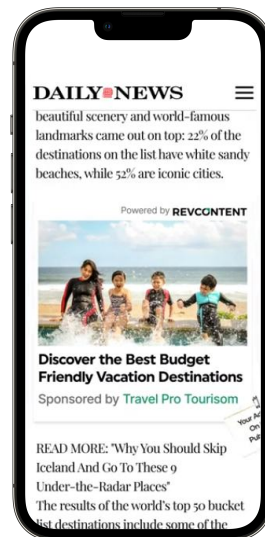 DAILY NEWS
beautiful scenery and world-famous
landmarks came out on top: 22% of the
destinations on the list have white sandy
beaches, while 52% are iconic cities.
Powered by REVCONTENT
Discover the Best Budget
Friendly Vacation Destinations
Sponsored by Travel Pro Tourisom
Your Ad
On
Pub
READ MORE: "Why You Should Skip
Iceland And Go To These 9
Under-the-Radar Places"
The results of the world's top 50 bucket
list destinations include some of the